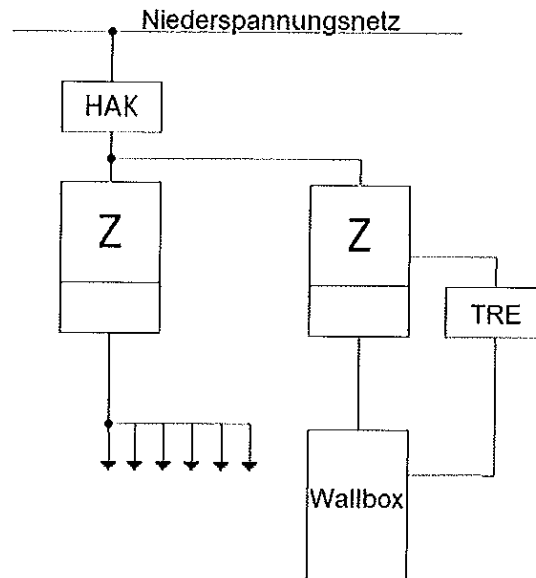 Niederspannungsnetz
HAK
Z
Z
TRE
Wallbox